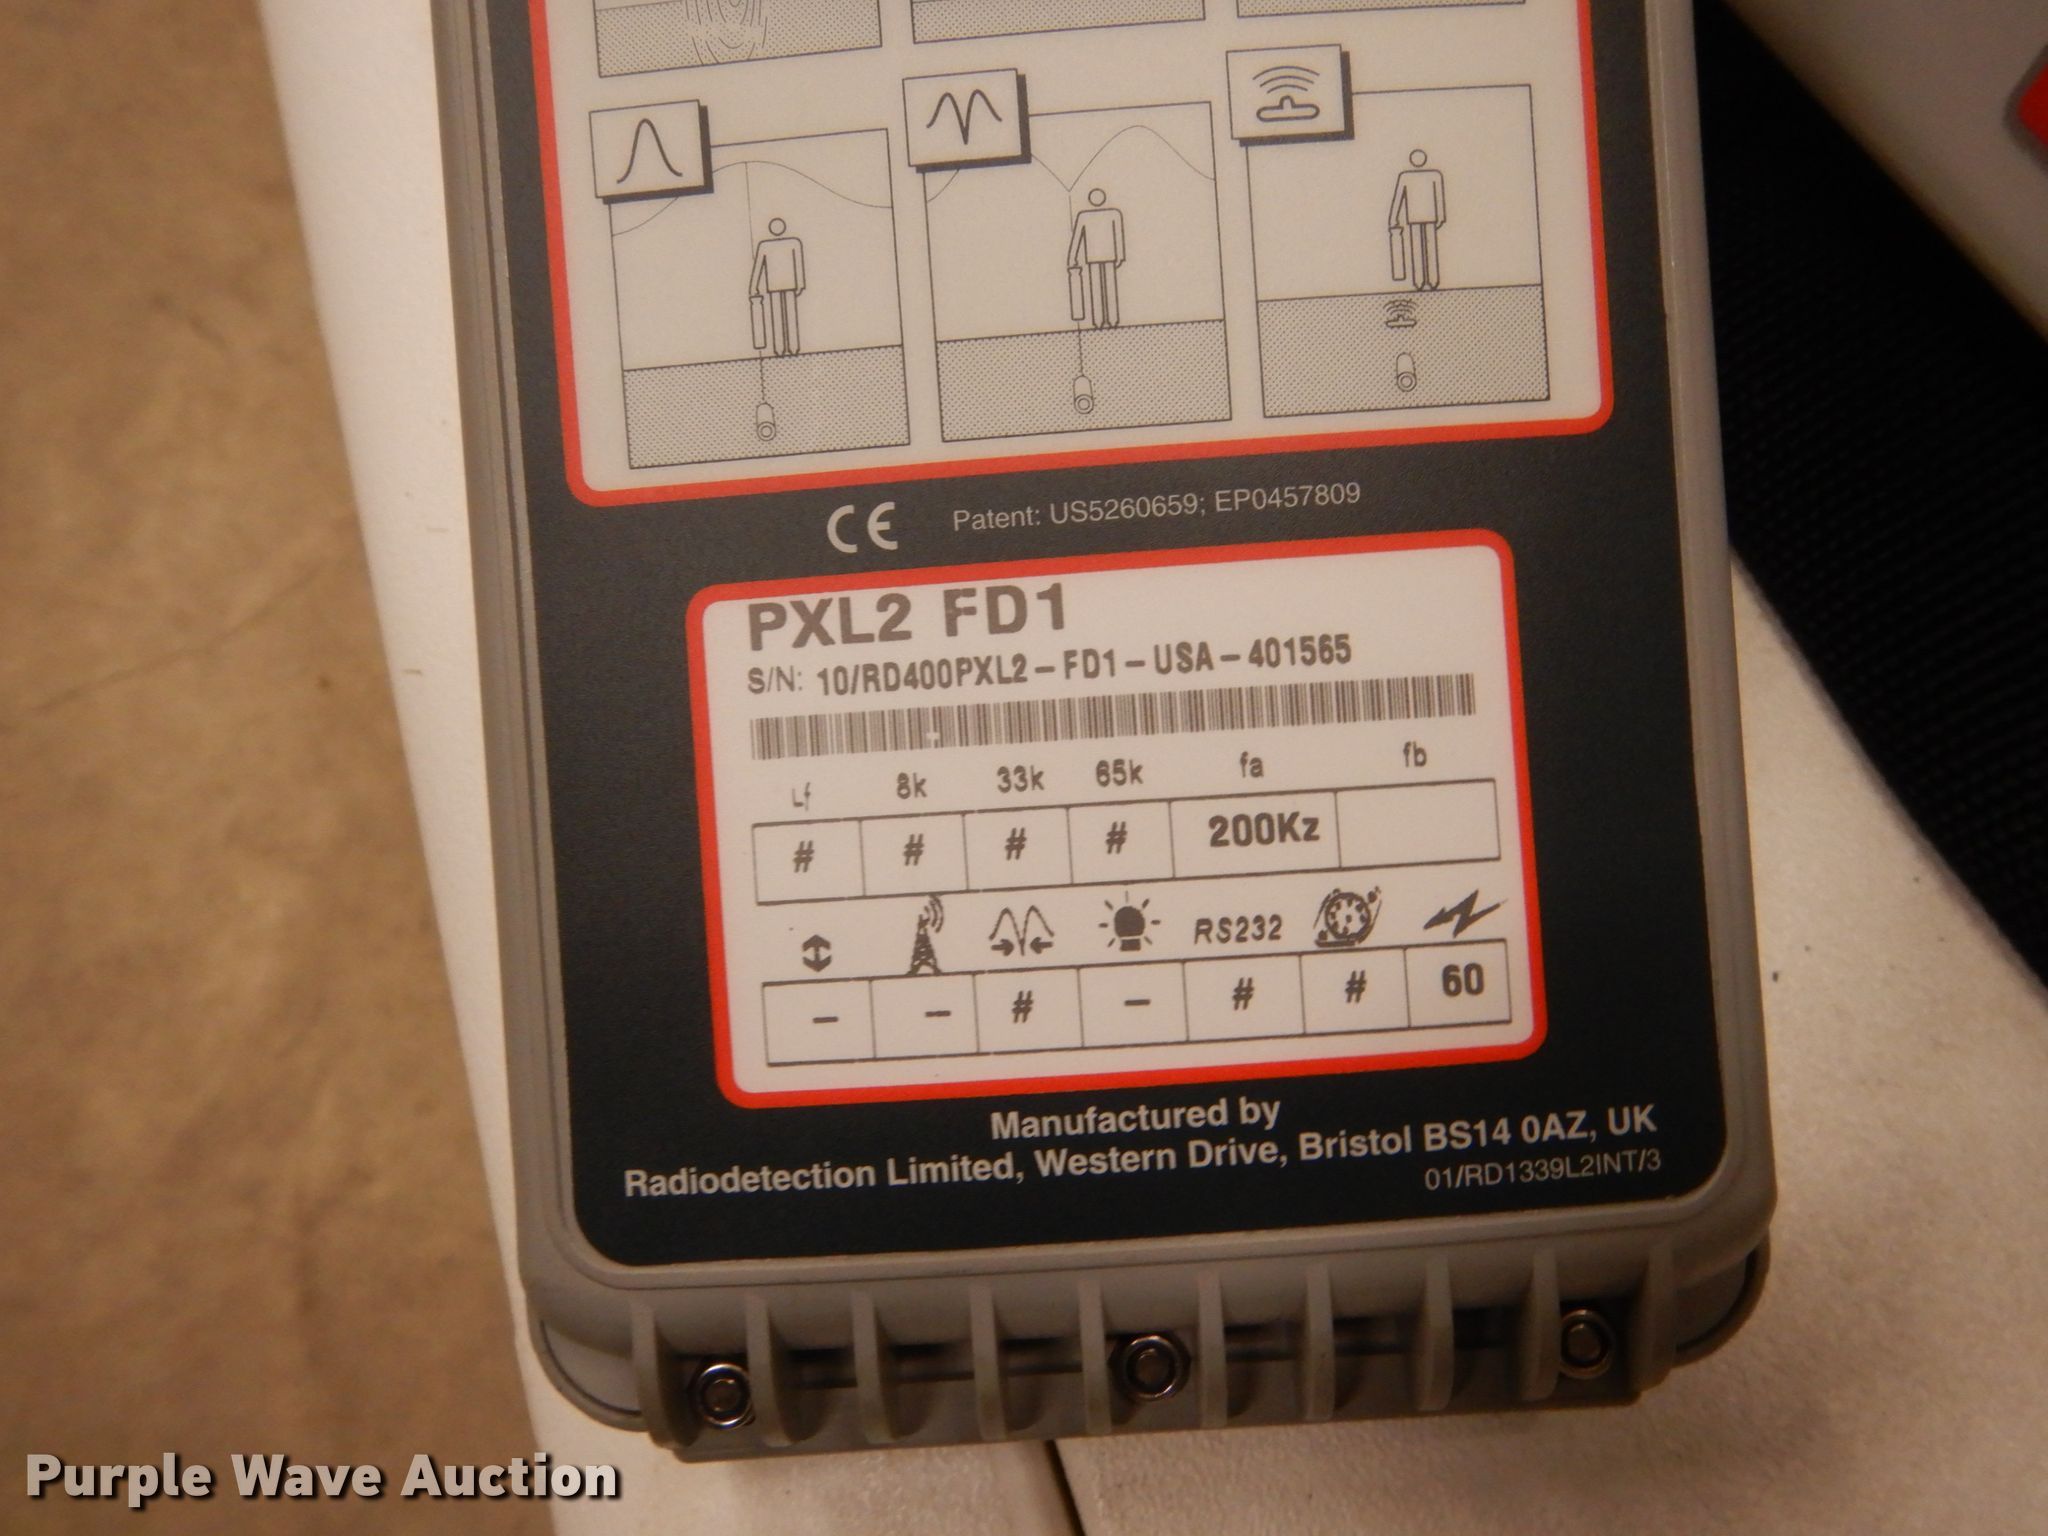 CE Patent: US5260659; EP0457809
PXL2 FD1
S/N: 10/RD400PXL2-FD1-USA-401565
Lf 8k 33k 65k fa fb
# # # # 200Kz
RS232
- - # - # # 60
Manufactured by
Radiodetection Limited, Western Drive, Bristol BS14 0AZ, UK
01/RD1339L2INT/3
Purple Wave Auction